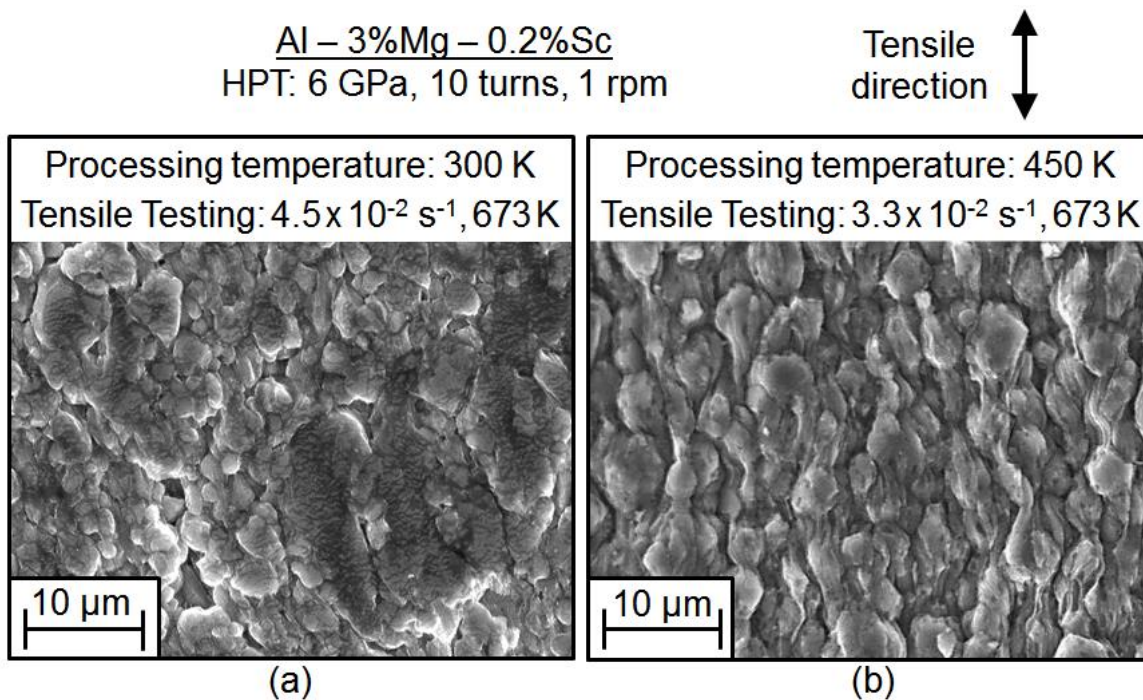 Al – 3%Mg – 0.2%Sc
HPT: 6 GPa, 10 turns, 1 rpm
Tensile
direction
Processing temperature: 300 K
Tensile Testing: 4.5 x 10⁻² s⁻¹, 673 K
10 µm
(a)
Processing temperature: 450 K
Tensile Testing: 3.3 x 10⁻² s⁻¹, 673 K
10 µm
(b)